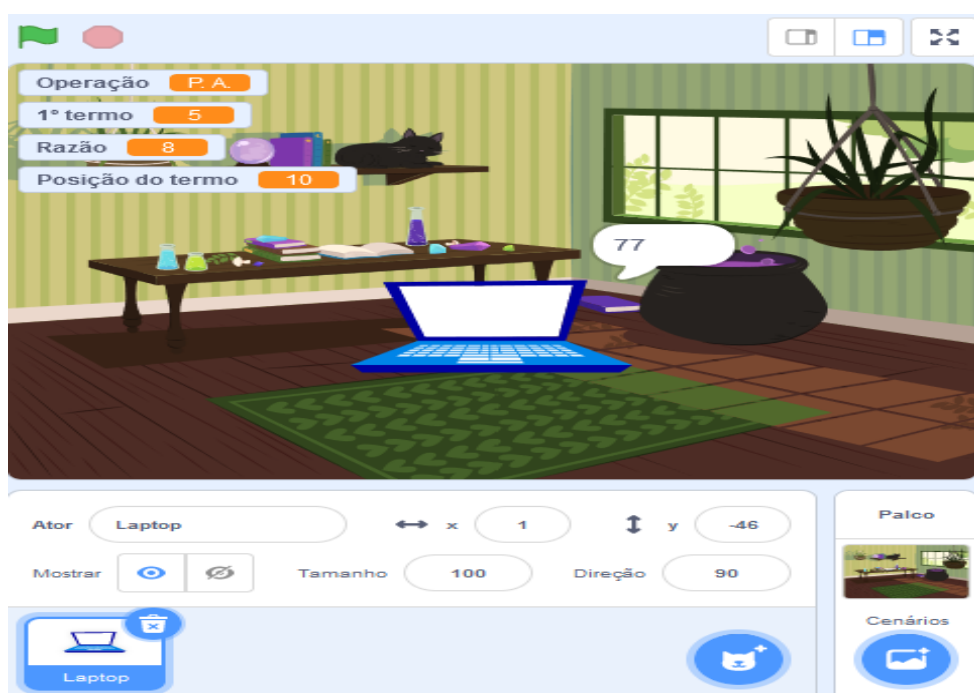 Operação P. A.
1° termo 5
Razão 8
Posição do termo 10
77
Ator Laptop x 1 y -46
Mostrar Tamanho 100 Direção 90
Laptop
Palco
Cenários